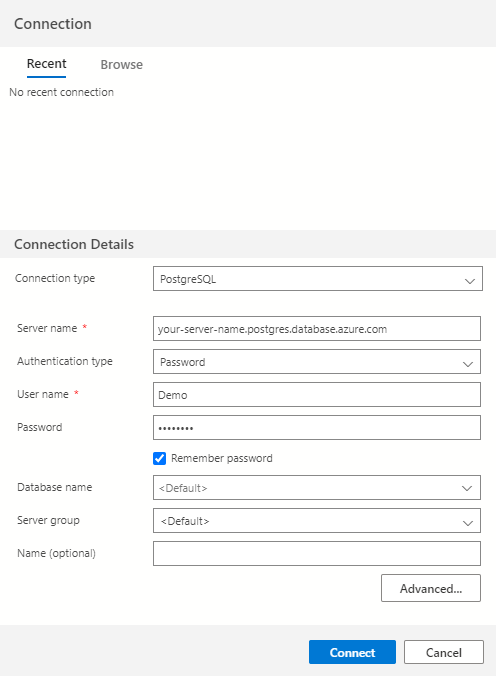 Connection
Recent Browse
No recent connection
Connection Details
Connection type PostgreSQL
Server name * your-server-name.postgres.database.azure.com
Authentication type Password
User name * Demo
Password ••••••••
Remember password
Database name <Default>
Server group <Default>
Name (optional)
Advanced...
Connect Cancel